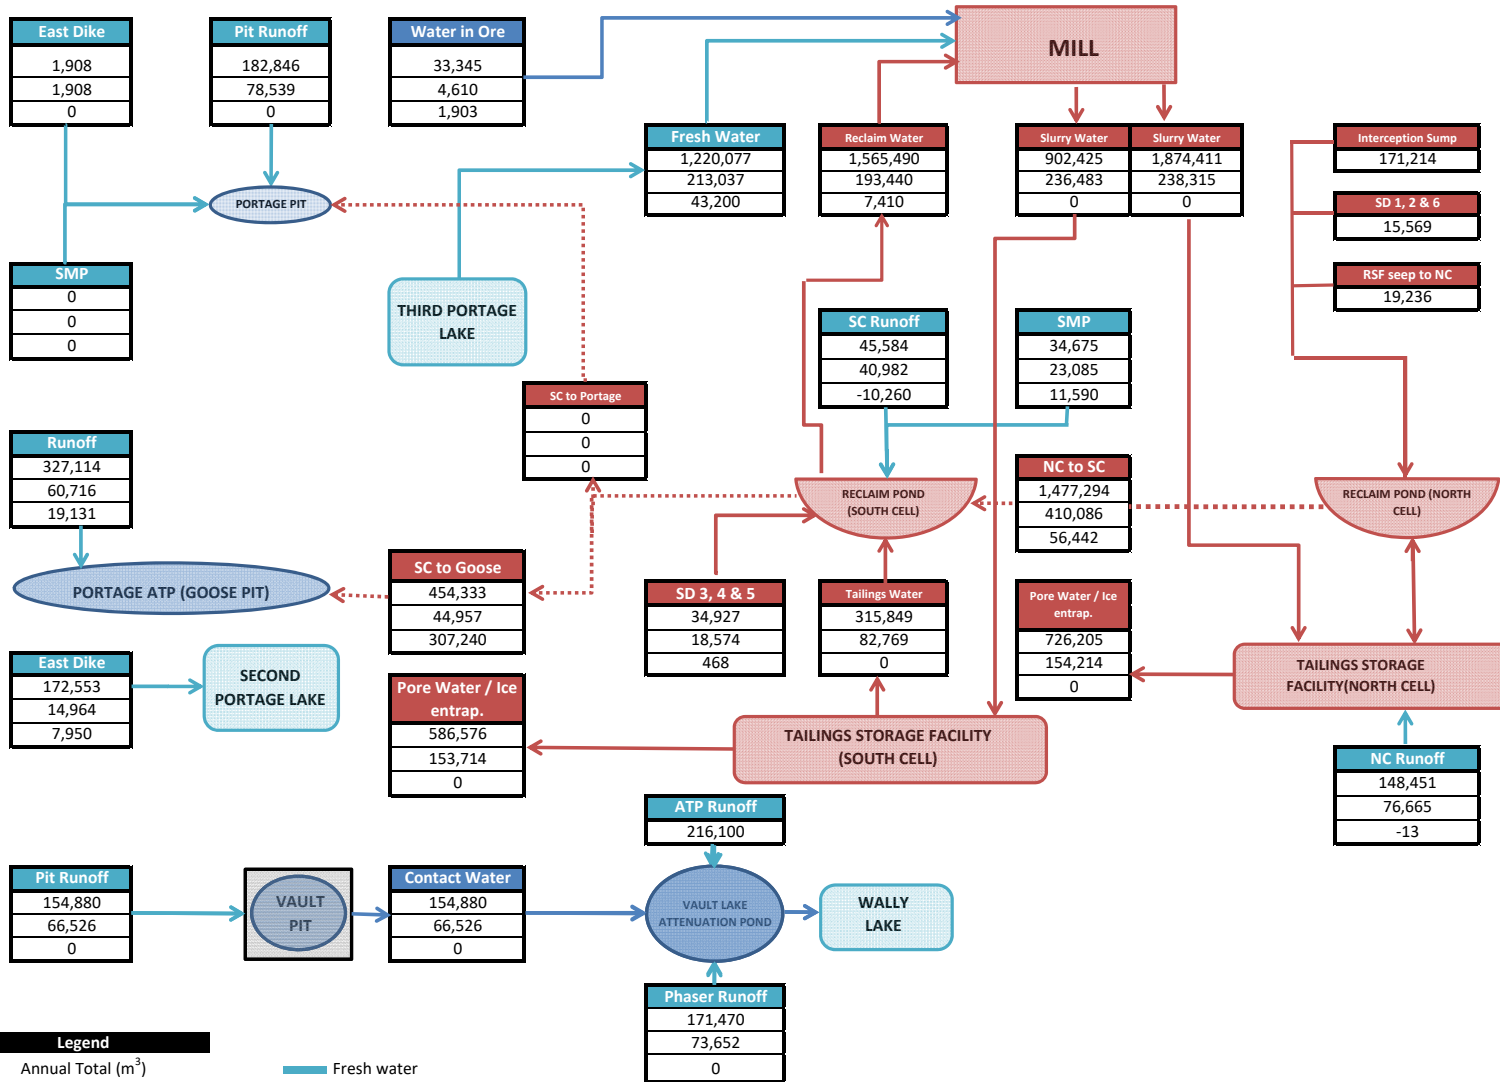 East Dike
1,908
1,908
0
Pit Runoff
182,846
78,539
0
Water in Ore
33,345
4,610
1,903
MILL
Fresh Water
1,220,077
213,037
43,200
Reclaim Water
1,565,490
193,440
7,410
Slurry Water
902,425
236,483
0
Slurry Water
1,874,411
238,315
0
Interception Sump
171,214
SD 1, 2 & 6
15,569
RSF seep to NC
19,236
PORTAGE PIT
SMP
0
0
0
THIRD PORTAGE
LAKE
SC Runoff
45,584
40,982
-10,260
SMP
34,675
23,085
11,590
SC to Portage
0
0
0
Runoff
327,114
60,716
19,131
NC to SC
1,477,294
410,086
56,442
RECLAIM POND
(SOUTH CELL)
RECLAIM POND (NORTH
CELL)
PORTAGE ATP (GOOSE PIT)
SC to Goose
454,333
44,957
307,240
SD 3, 4 & 5
34,927
18,574
468
Tailings Water
315,849
82,769
0
Pore Water / Ice
entrap.
726,205
154,214
0
TAILINGS STORAGE
FACILITY(NORTH CELL)
East Dike
172,553
14,964
7,950
SECOND
PORTAGE LAKE
Pore Water / Ice
entrap.
586,576
153,714
0
TAILINGS STORAGE FACILITY
(SOUTH CELL)
NC Runoff
148,451
76,665
-13
ATP Runoff
216,100
Pit Runoff
154,880
66,526
0
VAULT
PIT
Contact Water
154,880
66,526
0
VAULT LAKE
ATTENUATION POND
WALLY
LAKE
Phaser Runoff
171,470
73,652
0
Legend
Annual Total (m³)
Fresh water